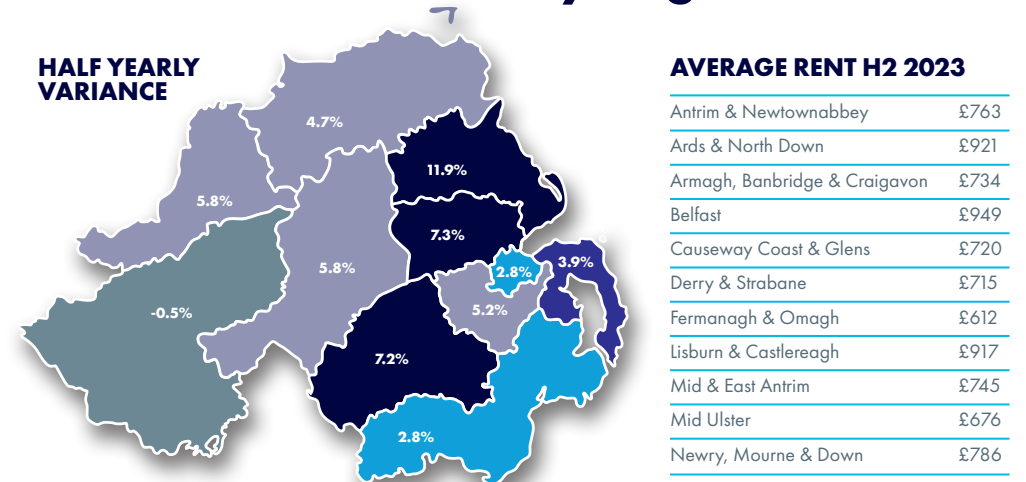 HALF YEARLY
VARIANCE
4.7%
11.9%
5.8%
7.3%
5.8%
2.8%
3.9%
-0.5%
5.2%
7.2%
2.8%
AVERAGE RENT H2 2023
Antrim & Newtownabbey £763
Ards & North Down £921
Armagh, Banbridge & Craigavon £734
Belfast £949
Causeway Coast & Glens £720
Derry & Strabane £715
Fermanagh & Omagh £612
Lisburn & Castlereagh £917
Mid & East Antrim £745
Mid Ulster £676
Newry, Mourne & Down £786